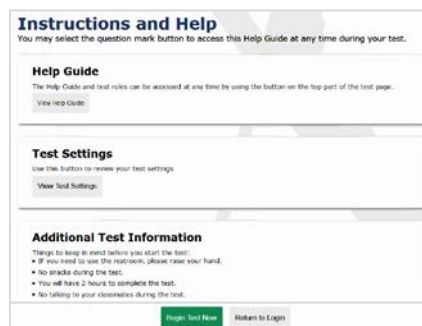 Instructions and Help
You may select the question mark button to access this Help Guide at any time during your test.
Help Guide
The Help Guide and test rules can be accessed at any time by using the button on the top part of the test page.
View Help Guide
Test Settings
Use this button to review your test settings
View Test Settings
Additional Test Information
Things to keep in mind before you start the test:
• If you need to use the restroom, please raise your hand.
• No snacks during the test.
• You will have 2 hours to complete the test.
• No talking to your classmates during the test.
Begin Test Now
Return to Login